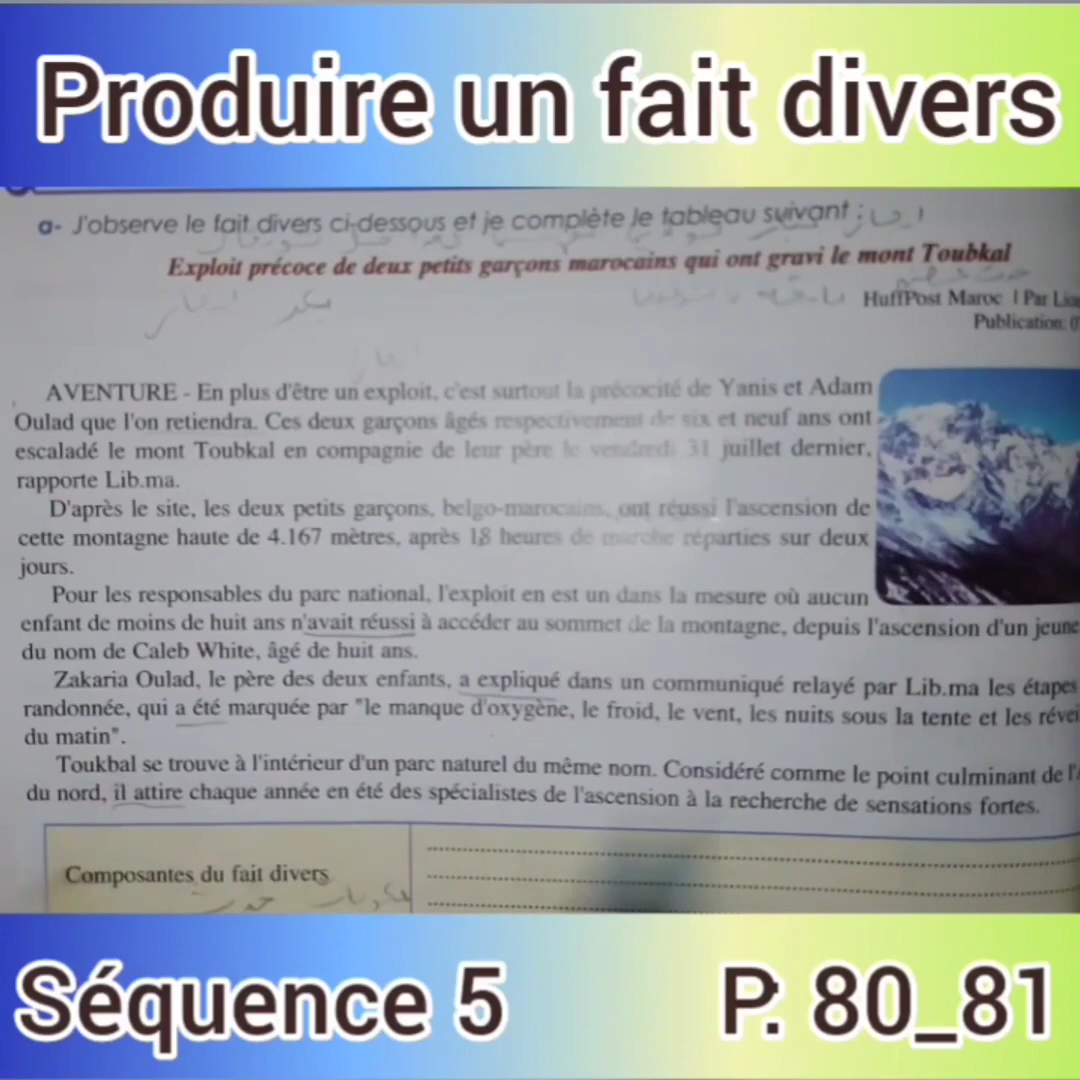 Produire un fait divers
a- J'observe le fait divers ci-dessous et je complète le tableau suivant :
Exploit précoce de deux petits garçons marocains qui ont gravi le mont Toubkal
HuffPost Maroc | Par
Publication:
AVENTURE - En plus d'être un exploit, c'est surtout la précocité de Yanis et Adam
Oulad que l'on retiendra. Ces deux garçons âgés respectivement de six et neuf ans ont
escaladé le mont Toubkal en compagnie de leur père le vendredi 31 juillet dernier,
rapporte Lib.ma.
D'après le site, les deux petits garçons, belgo-marocains, ont réussi l'ascension de
cette montagne haute de 4.167 mètres, après 18 heures de marche réparties sur deux
jours.
Pour les responsables du parc national, l'exploit en est un dans la mesure où aucun
enfant de moins de huit ans n'avait réussi à accéder au sommet de la montagne, depuis l'ascension d'un jeune
du nom de Caleb White, âgé de huit ans.
Zakaria Oulad, le père des deux enfants, a expliqué dans un communiqué relayé par Lib.ma les étapes
randonnée, qui a été marquée par "le manque d'oxygène, le froid, le vent, les nuits sous la tente et les
du matin".
Toukbal se trouve à l'intérieur d'un parc naturel du même nom. Considéré comme le point culminant de
du nord, il attire chaque année en été des spécialistes de l'ascension à la recherche de sensations fortes.
Composantes du fait divers
Séquence 5 P. 80_81